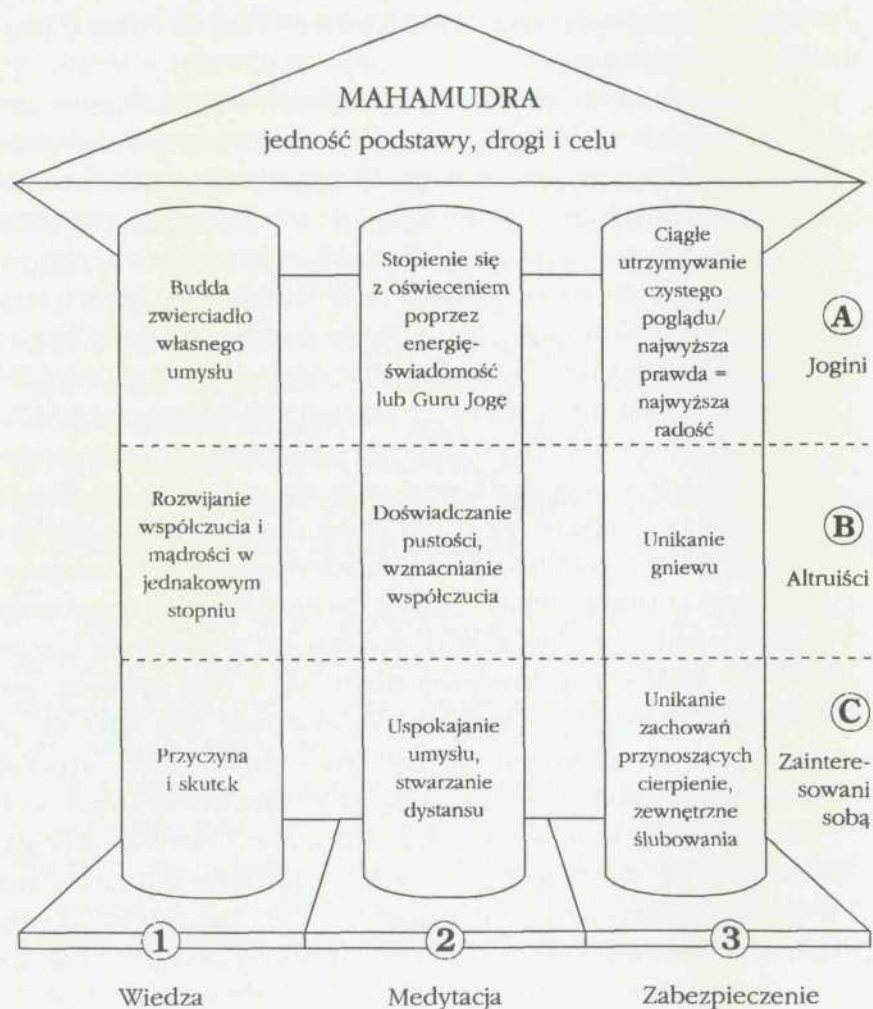 MAHAMUDRA
jedność podstawy, drogi i celu
Budda
zwierciadło
własnego
umysłu
Stopienie się
z oświeceniem
poprzez
energię-
świadomość
lub Guru Jogę
Ciągłe
utrzymywanie
czystego
poglądu/
najwyższa
prawda =
najwyższa
radość
A
Jogini
Rozwijanie
współczucia i
mądrości w
jednakowym
stopniu
Doświadczanie
pustości,
wzmacnianie
współczucia
Unikanie
gniewu
B
Altruiści
Przyczyna
i skutek
Uspokajanie
umysłu,
stwarzanie
dystansu
Unikanie
zachowań
przynoszących
cierpienie,
zewnętrzne
ślubowania
C
Zaintere-
sowani
sobą
1
2
3
Wiedza
Medytacja
Zabezpieczenie